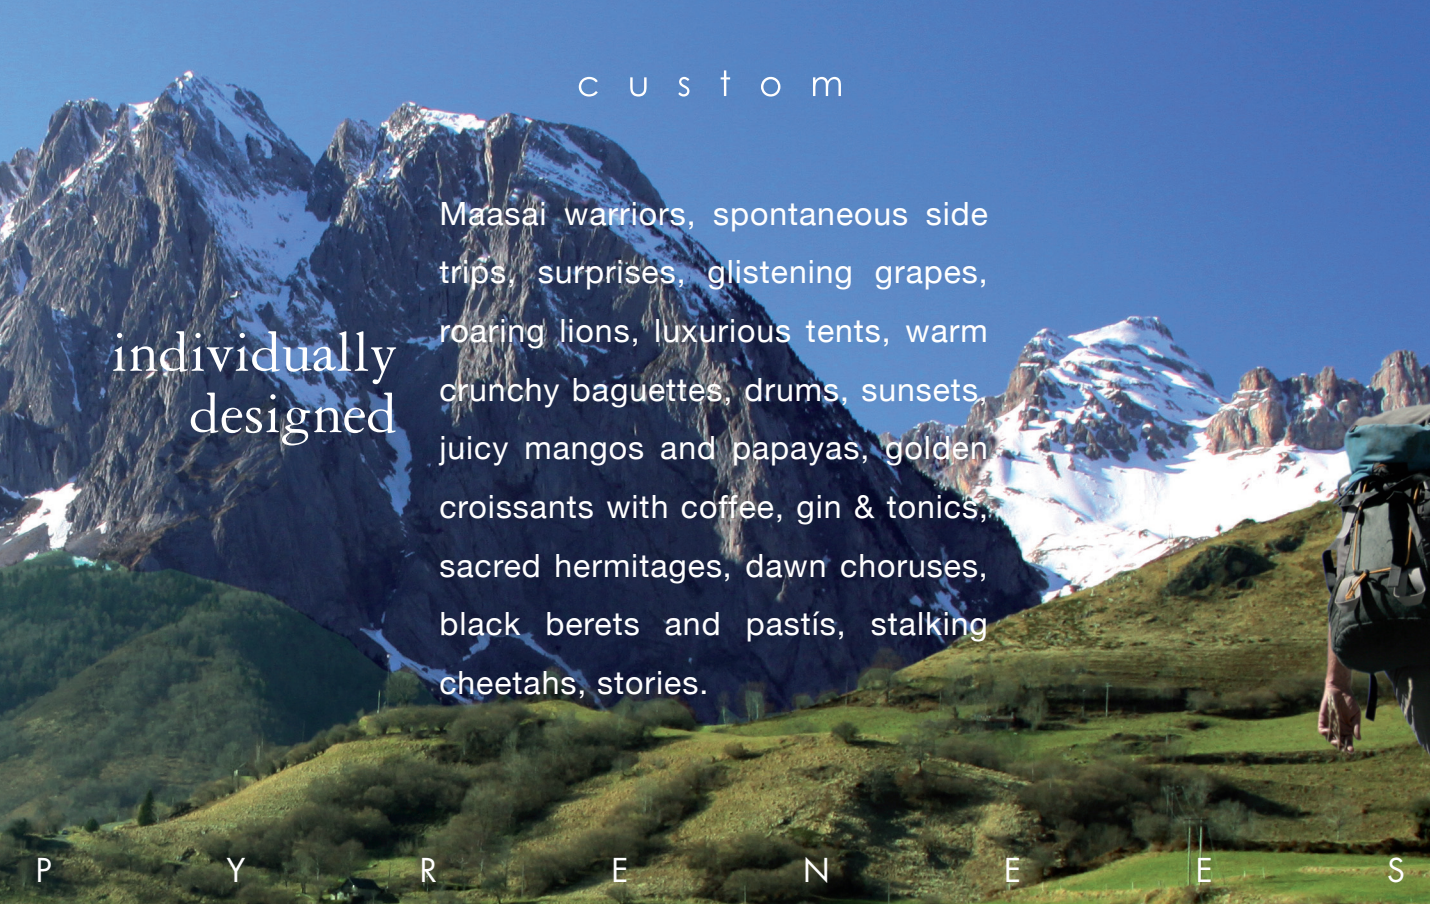 custom
individually
designed
Maasai warriors, spontaneous side
trips, surprises, glistening grapes,
roaring lions, luxurious tents, warm
crunchy baguettes, drums, sunsets,
juicy mangos and papayas, golden
croissants with coffee, gin & tonics,
sacred hermitages, dawn choruses,
black berets and pastís, stalking
cheetahs, stories.
PYRENEES